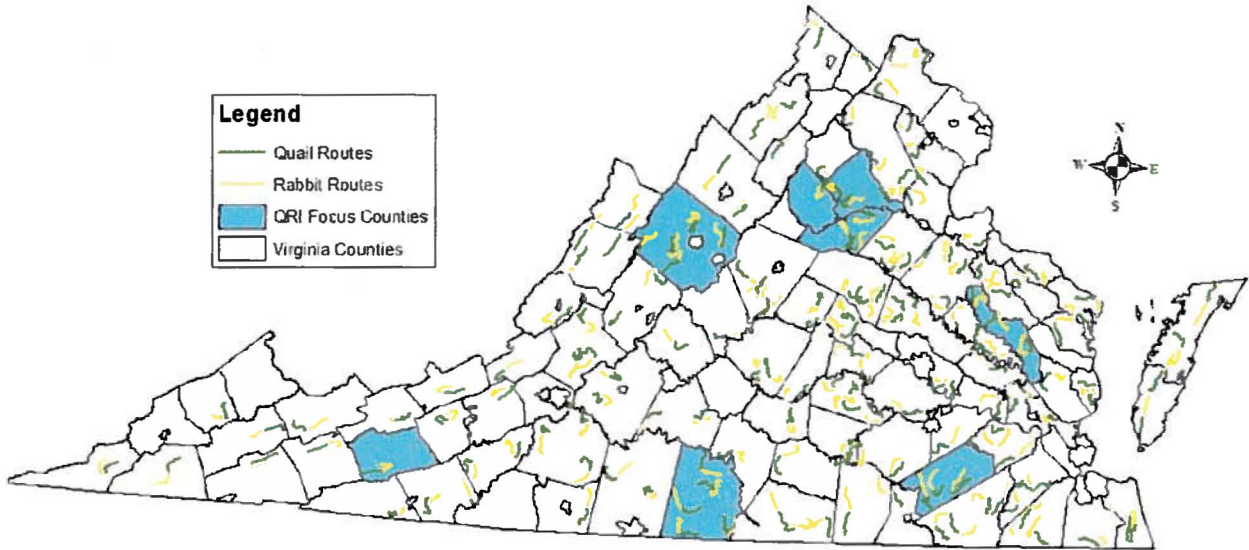 Legend
Quail Routes
Rabbit Routes
QRI Focus Counties
Virginia Counties
N
W
E
S